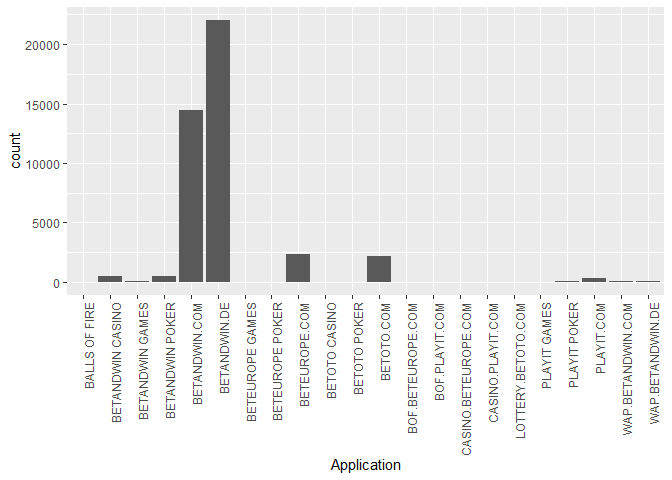 20000
15000
10000
5000
0
count
BALLS OF FIRE
BETANDWIN CASINO
BETANDWIN GAMES
BETANDWIN POKER
BETANDWIN.COM
BETANDWIN.DE
BETEUROPE GAMES
BETEUROPE POKER
BETEUROPE.COM
BETOTO CASINO
BETOTO POKER
BETOTO.COM
BOF.BETEUROPE.COM
BOF.PLAYIT.COM
CASINO.BETEUROPE.COM
CASINO.PLAYIT.COM
LOTTERY.BETOTO.COM
PLAYIT GAMES
PLAYIT POKER
PLAYIT.COM
WAP.BETANDWIN.COM
WAP.BETANDWIN.DE
Application